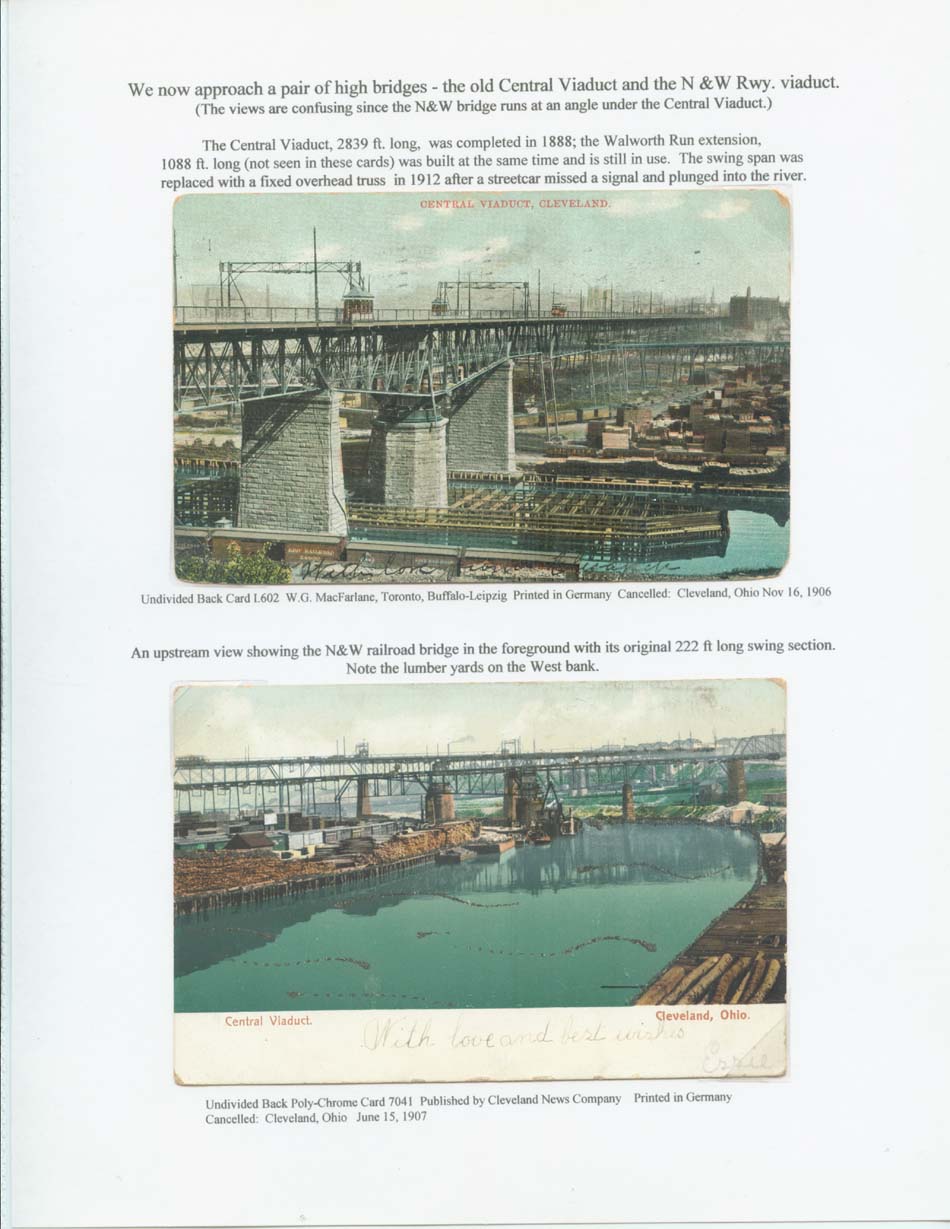 We now approach a pair of high bridges - the old Central Viaduct and the N &W Rwy. viaduct.
(The views are confusing since the N&W bridge runs at an angle under the Central Viaduct.)
The Central Viaduct, 2839 ft. long, was completed in 1888; the Walworth Run extension,
1088 ft. long (not seen in these cards) was built at the same time and is still in use. The swing span was
replaced with a fixed overhead truss in 1912 after a streetcar missed a signal and plunged into the river.
CENTRAL VIADUCT, CLEVELAND.
With love
Undivided Back Card L602 W.G. MacFarlane, Toronto, Buffalo-Leipzig Printed in Germany Cancelled: Cleveland, Ohio Nov 16, 1906
An upstream view showing the N&W railroad bridge in the foreground with its original 222 ft long swing section.
Note the lumber yards on the West bank.
Central Viaduct.
Cleveland, Ohio.
With love and best wishes
Essie
Undivided Back Poly-Chrome Card 7041 Published by Cleveland News Company Printed in Germany
Cancelled: Cleveland, Ohio June 15, 1907